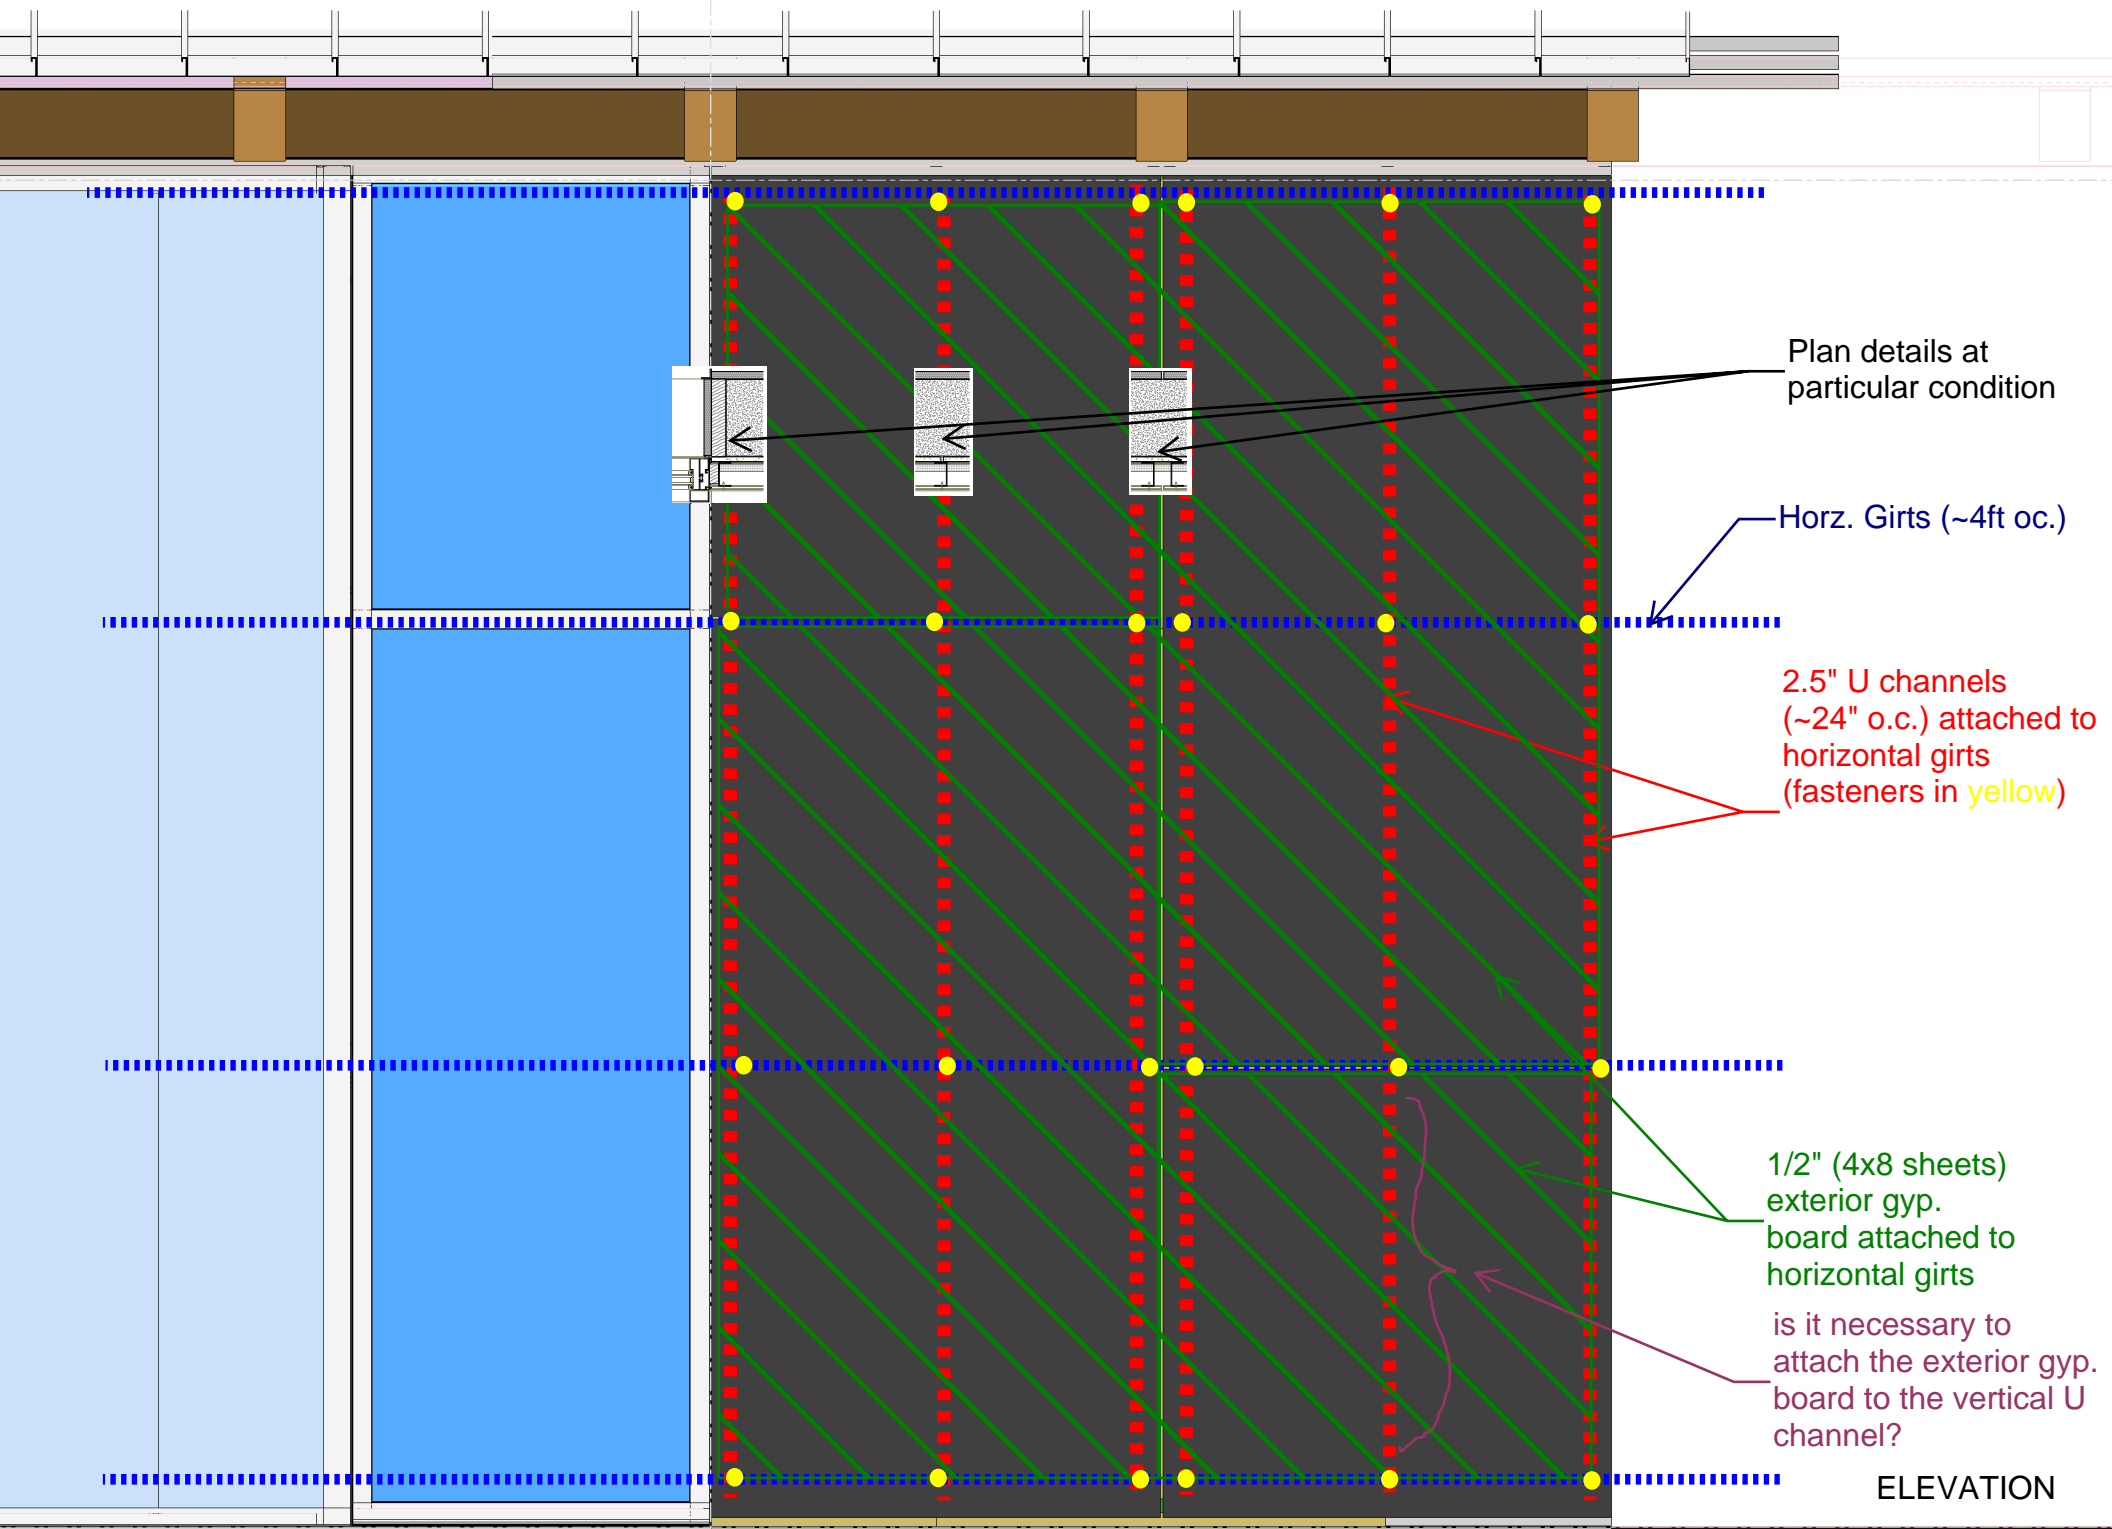 Plan details at
particular condition
Horz. Girts (~4ft oc.)
2.5" U channels
(~24" o.c.) attached to
horizontal girts
(fasteners in yellow)
1/2" (4x8 sheets)
exterior gyp.
board attached to
horizontal girts
is it necessary to
attach the exterior gyp.
board to the vertical U
channel?
ELEVATION